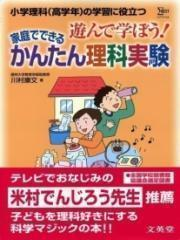 小学理科〈高学年〉の学習に役立つ
遊んで学ぼう!
家庭でできる
かんたん理科実験
川村康文
テレビでおなじみの
米村でんじろう先生
推薦
子どもを理科好きにする
科学マジックの本!!
文英堂